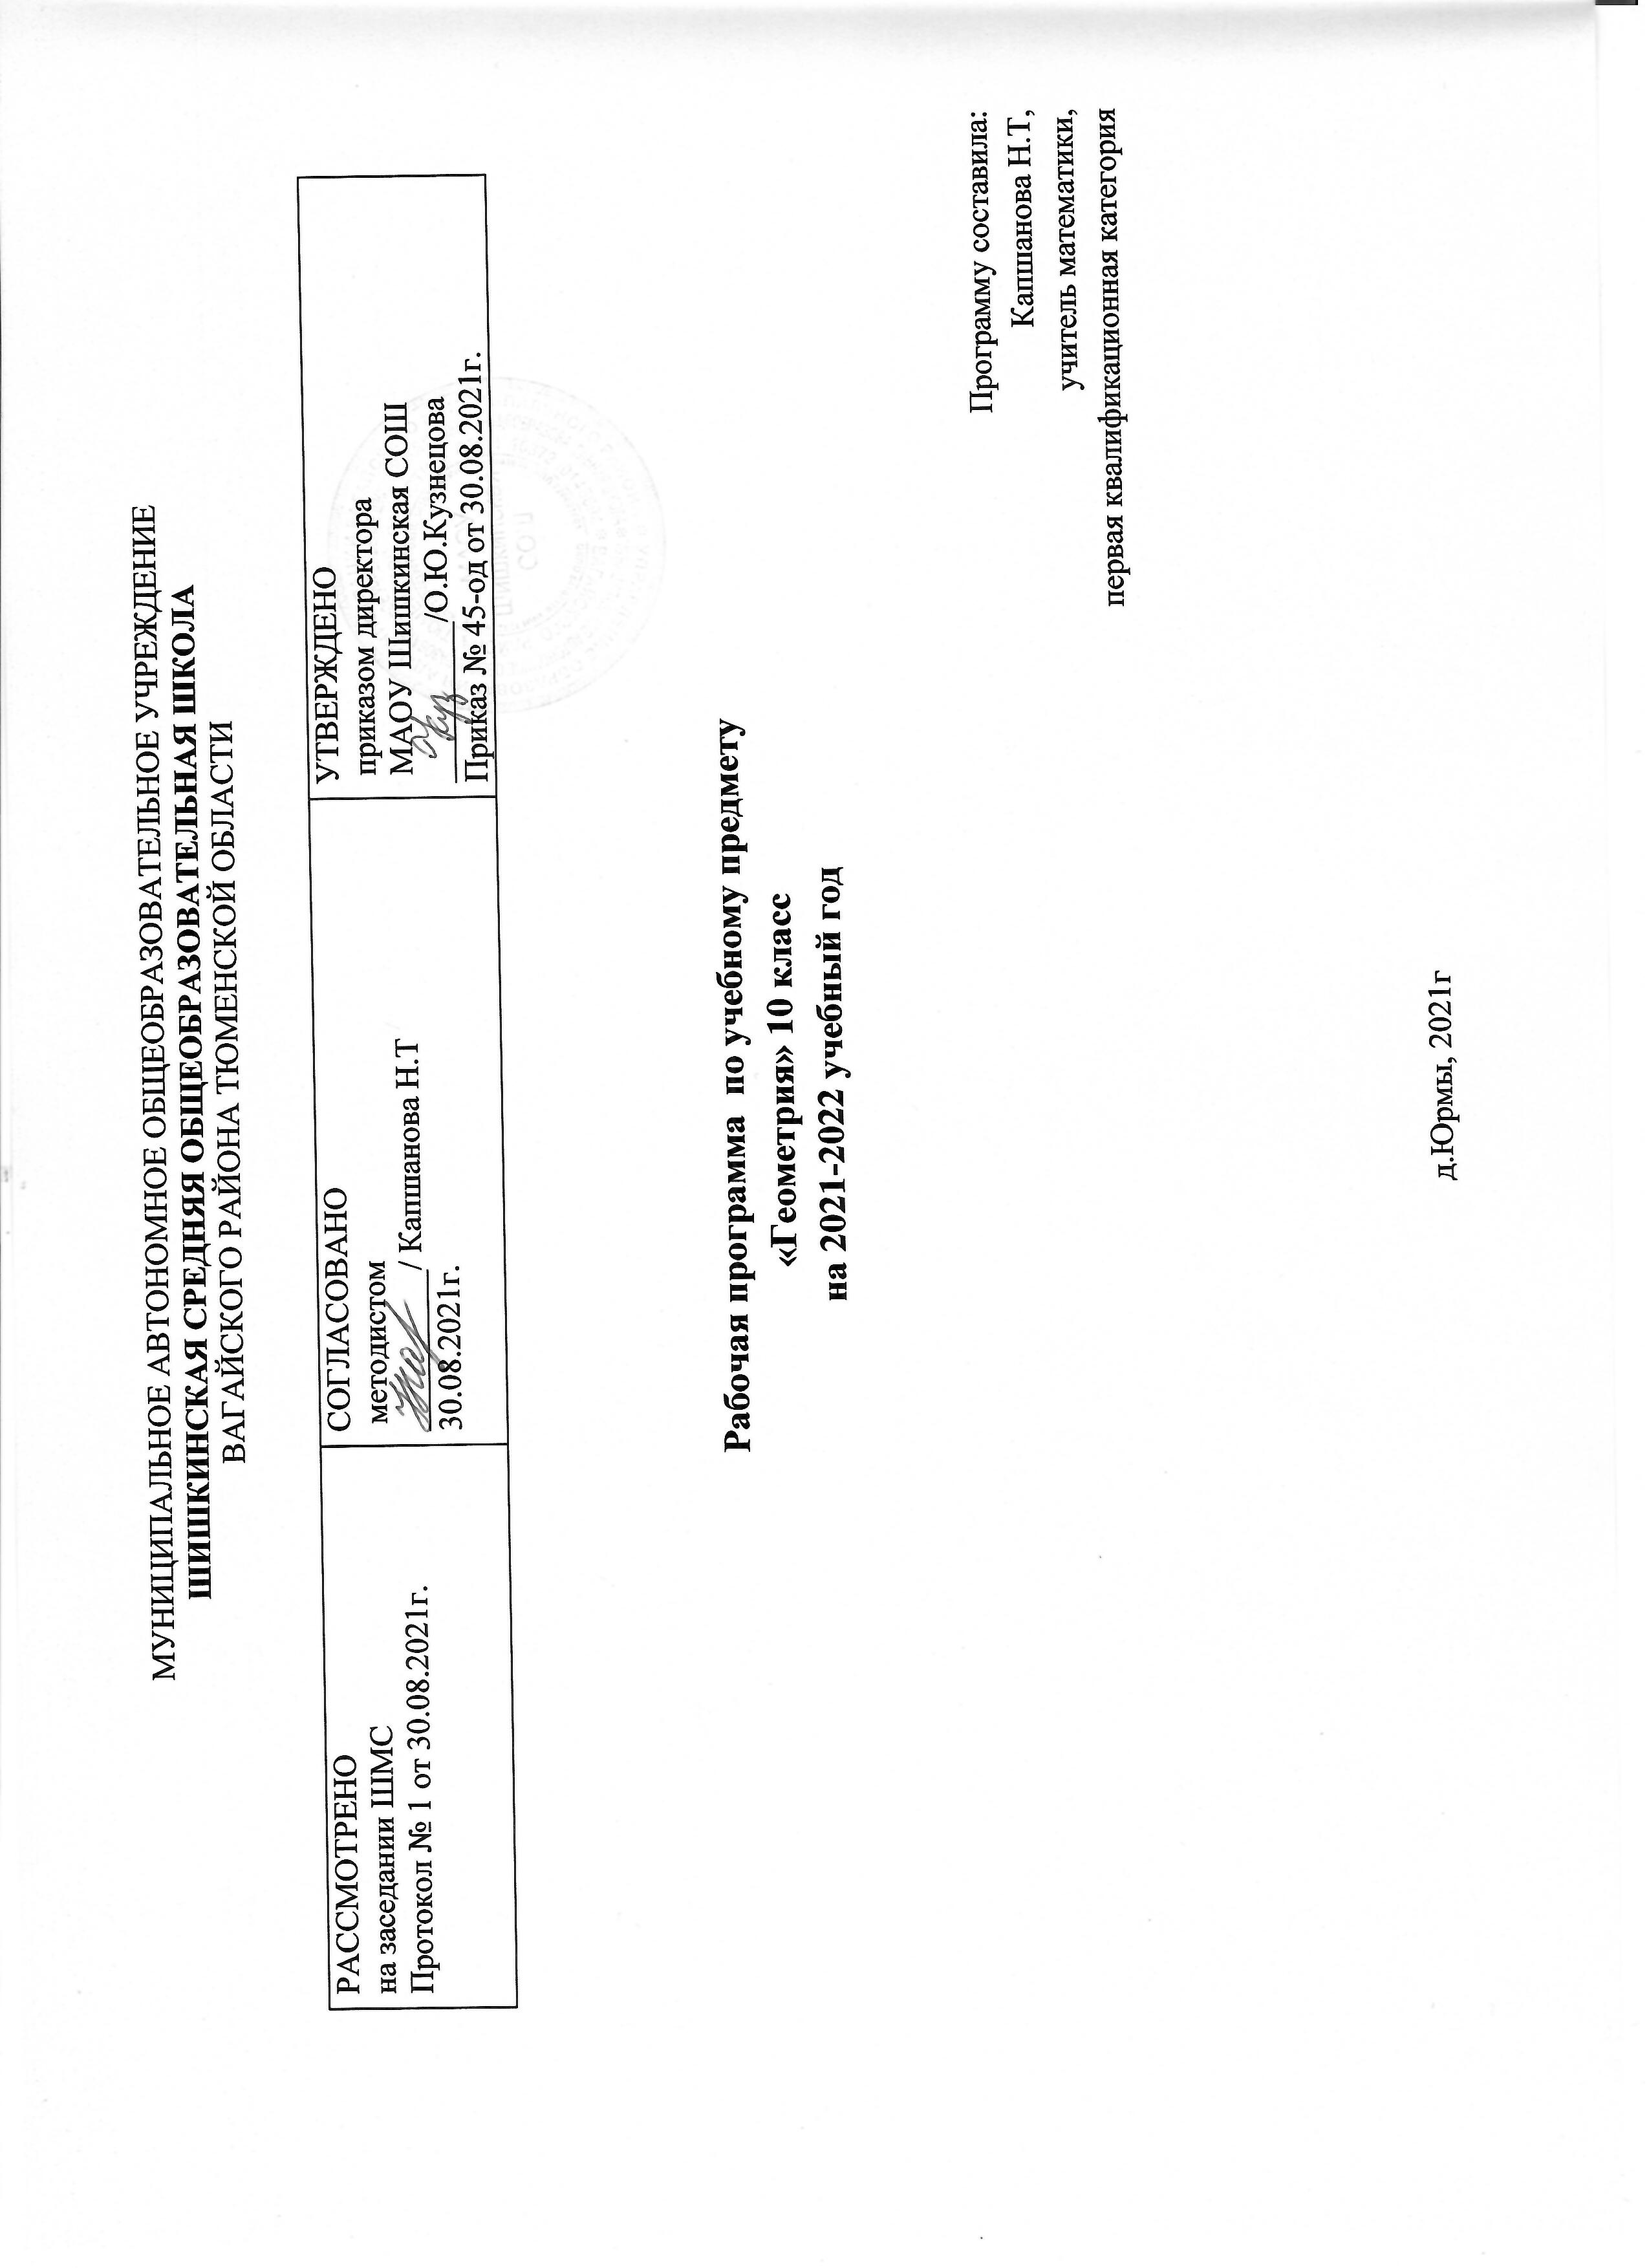 МУНИЦИПАЛЬНОЕ АВТОНОМНОЕ ОБЩЕОБРАЗОВАТЕЛЬНОЕ УЧРЕЖДЕНИЕ
ШИШКИНСКАЯ СРЕДНЯЯ ОБЩЕОБРАЗОВАТЕЛЬНАЯ ШКОЛА
ВАГАЙСКОГО РАЙОНА ТЮМЕНСКОЙ ОБЛАСТИ
РАССМОТРЕНО
на заседании ШМС
Протокол № 1 от 30.08.2021г.
СОГЛАСОВАНО
методистом
/ Капшанова Н.Т
30.08.2021г.
УТВЕРЖДЕНО
приказом директора
МАОУ Шишкинская СОШ
/О.Ю.Кузнецова
Приказ № 45-од от 30.08.2021г.
Рабочая программа по учебному предмету
«Геометрия» 10 класс
на 2021-2022 учебный год
Программу составила:
Капшанова Н.Т,
учитель математики,
первая квалификационная категория
д.Юрмы, 2021г